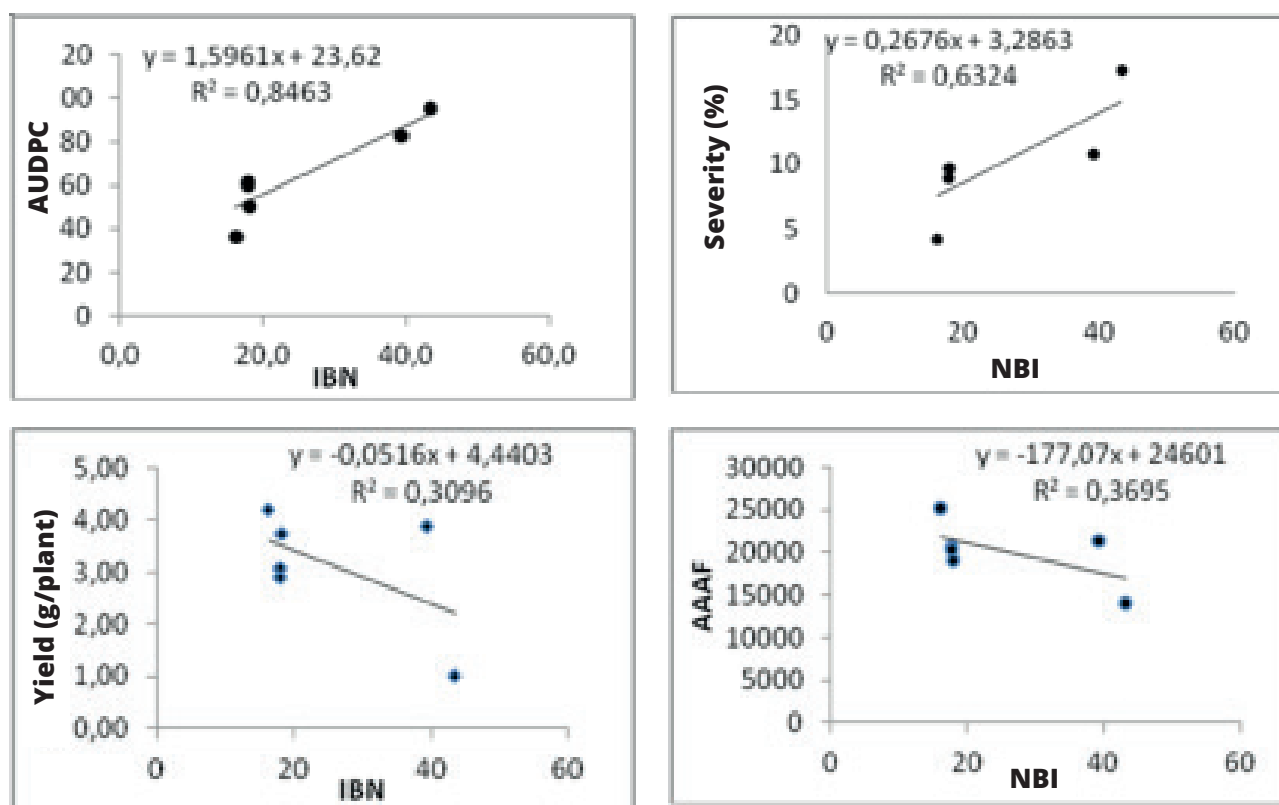 y = 1,5961x + 23,62
R² = 0,8463
AUDPC
20
00
80
60
40
20
0
0,0 20,0 40,0 60,0
IBN
y = 0,2676x + 3,2863
R² = 0,6324
Severity (%)
20
15
10
5
0
0 20 40 60
NBI
y = -0,0516x + 4,4403
R² = 0,3096
Yield (g/plant)
5,00
4,00
3,00
2,00
1,00
0,00
0 20 40 60
IBN
y = -177,07x + 24601
R² = 0,3695
AAAF
30000
25000
20000
15000
10000
5000
0
0 20 40 60
NBI